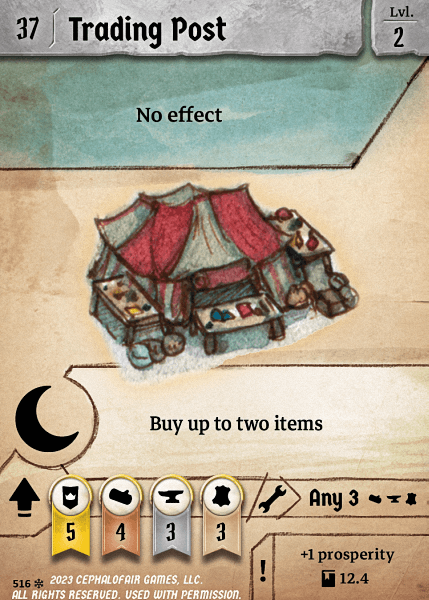 37 Trading Post
Lvl.
2
No effect
Buy up to two items
5 4 3 3
Any 3
+1 prosperity
! 12.4
516 2023 CEPHALOFAIR GAMES, LLC.
ALL RIGHTS RESERVED. USED WITH PERMISSION.